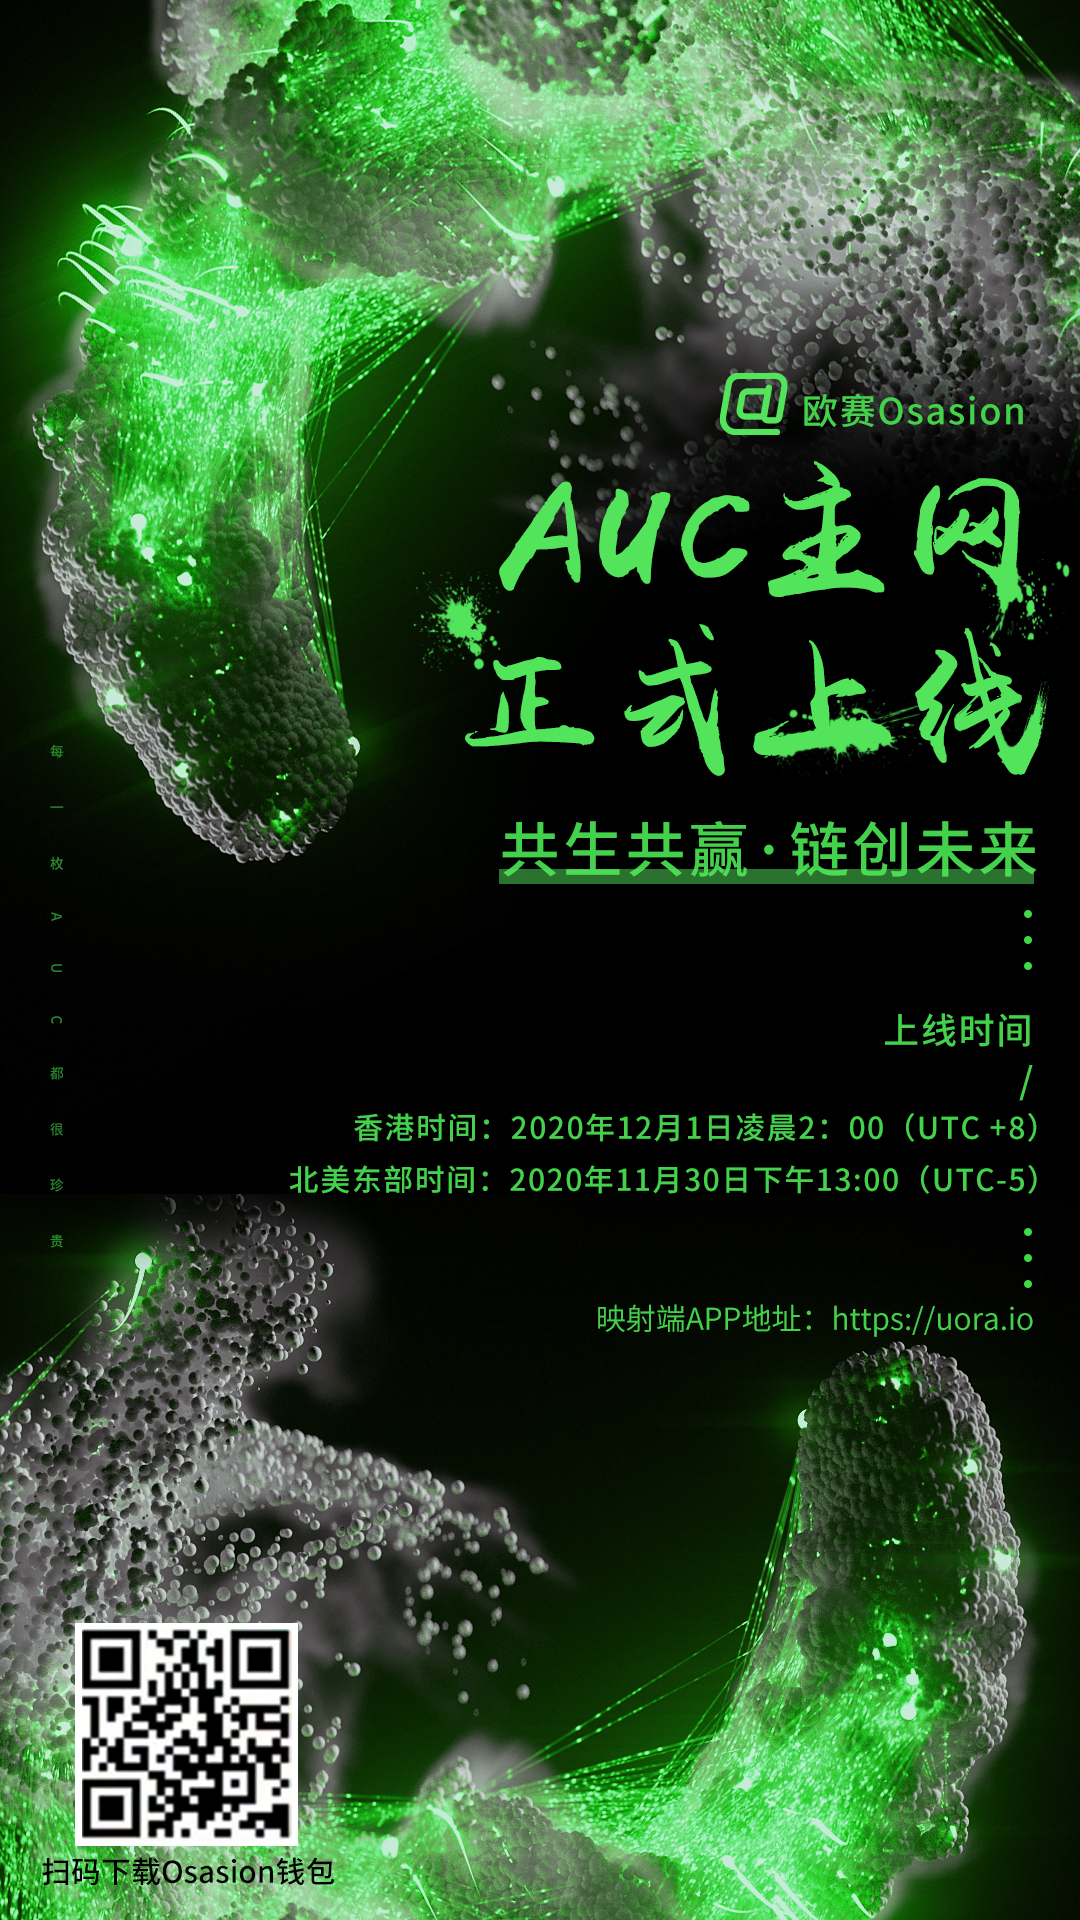 @欧赛Osasion
AUC主网
正式上线
共生共赢·链创未来
上线时间
/
香港时间：2020年12月1日凌晨2：00（UTC +8）
北美东部时间：2020年11月30日下午13:00（UTC-5）
映射端APP地址：https://uora.io
每一枚AUC都很珍贵
扫码下载Osasion钱包